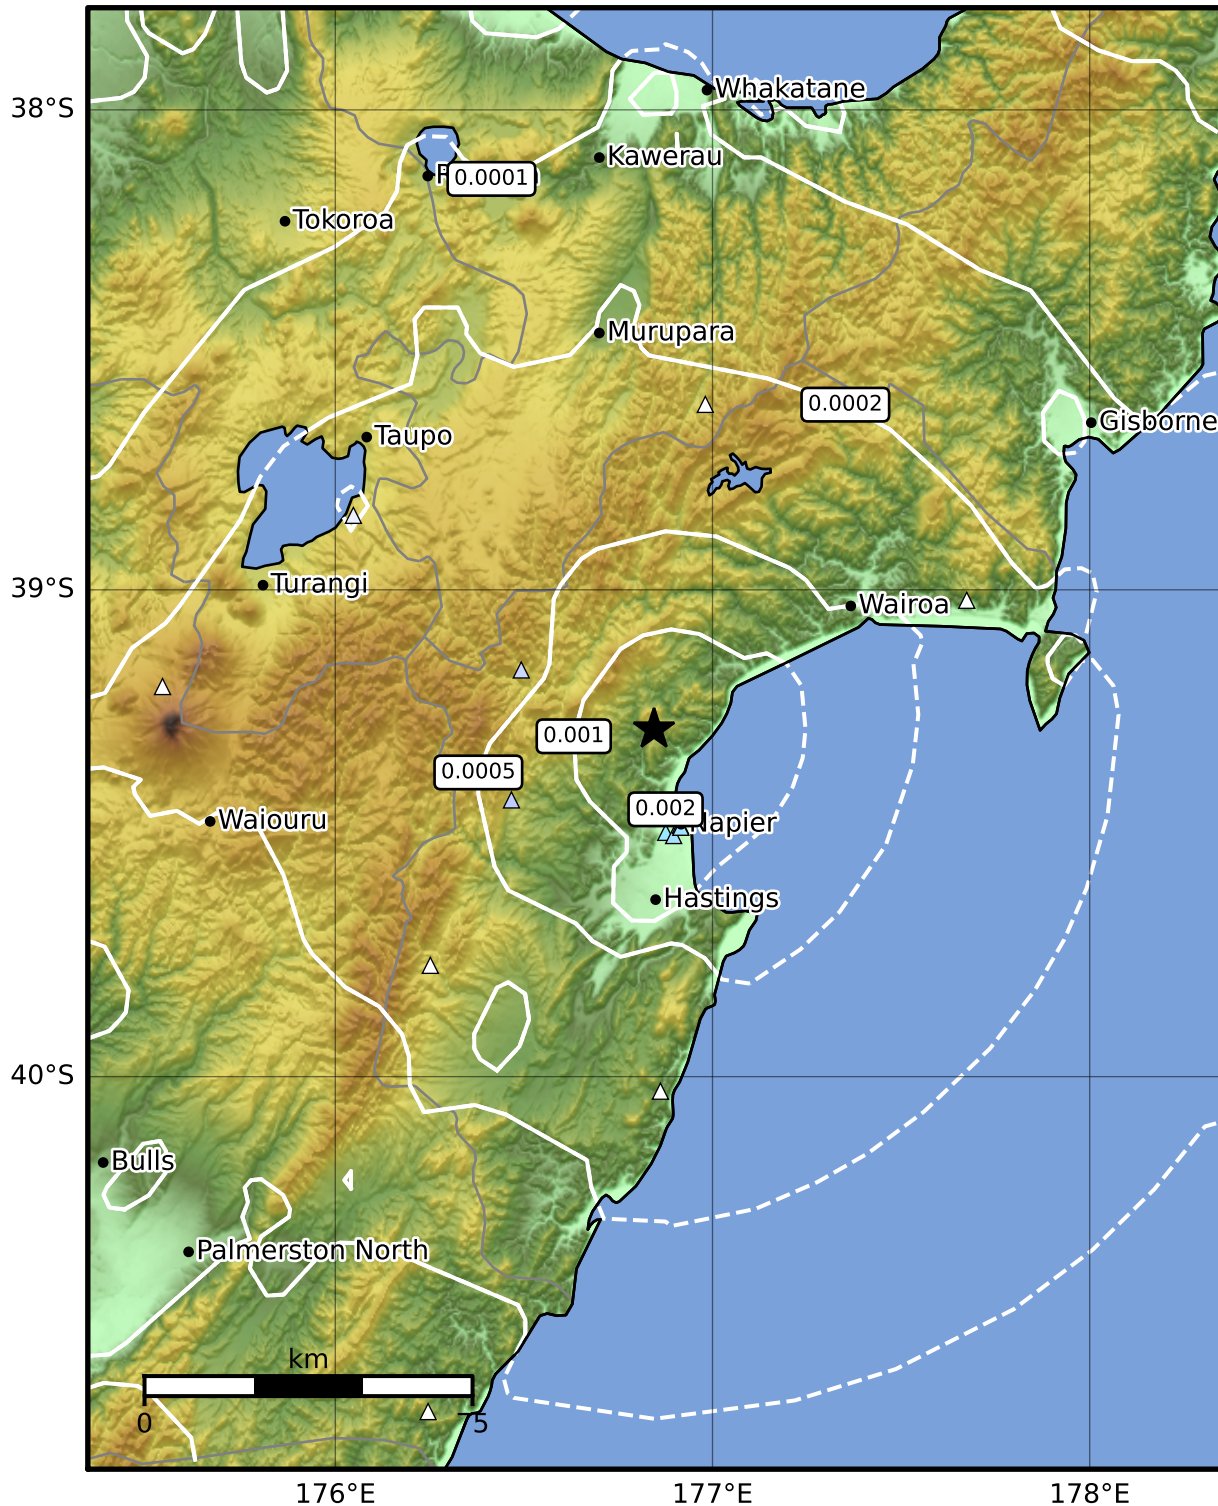 Whakatane
38°S
Kawerau
0.0001
Tokoroa
Murupara
0.0002
Gisborne
Taupo
Turangi
39°S
Wairoa
0.001
0.0005
0.002
Napier
Waiouru
Hastings
40°S
Bulls
Palmerston North
km
0
75
176°E
177°E
178°E